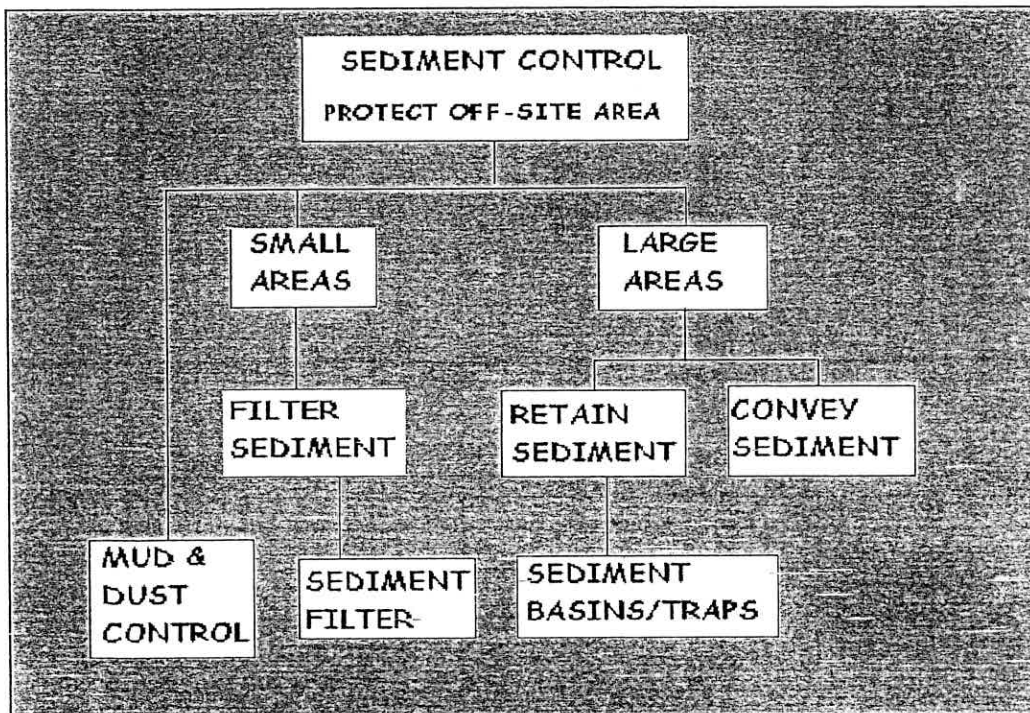 SEDIMENT CONTROL
PROTECT OFF-SITE AREA
SMALL
AREAS
LARGE
AREAS
FILTER
SEDIMENT
RETAIN
SEDIMENT
CONVEY
SEDIMENT
MUD &
DUST
CONTROL
SEDIMENT
FILTER
SEDIMENT
BASINS/TRAPS